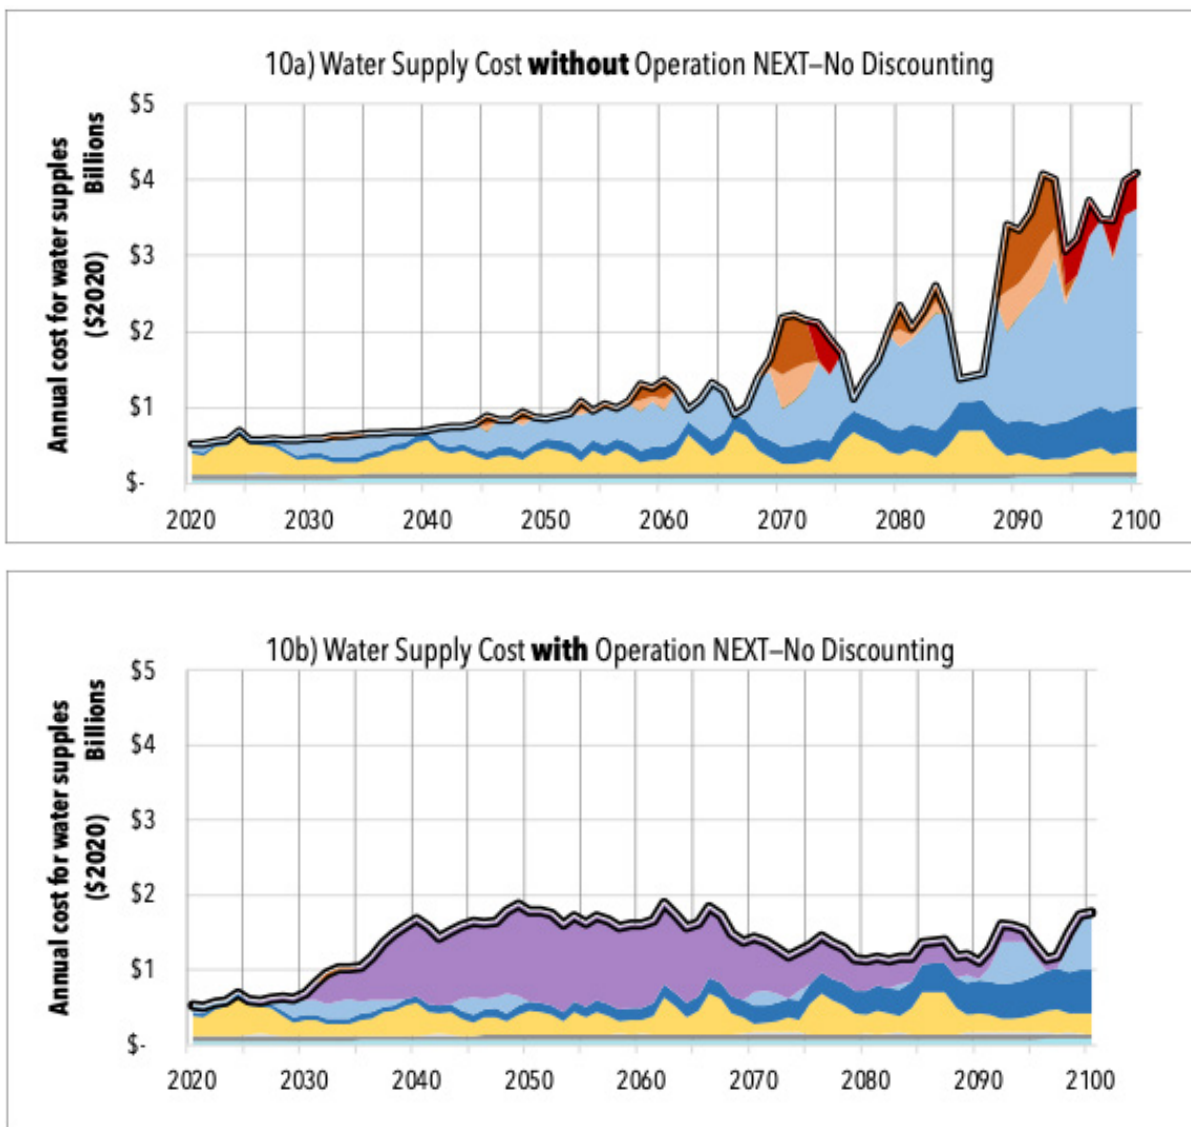 10a) Water Supply Cost without Operation NEXT–No Discounting
Annual cost for water supples
Billions
($2020)
$5
$4
$3
$2
$1
$-
2020 2030 2040 2050 2060 2070 2080 2090 2100
10b) Water Supply Cost with Operation NEXT–No Discounting
Annual cost for water supples
Billions
($2020)
$5
$4
$3
$2
$1
$-
2020 2030 2040 2050 2060 2070 2080 2090 2100